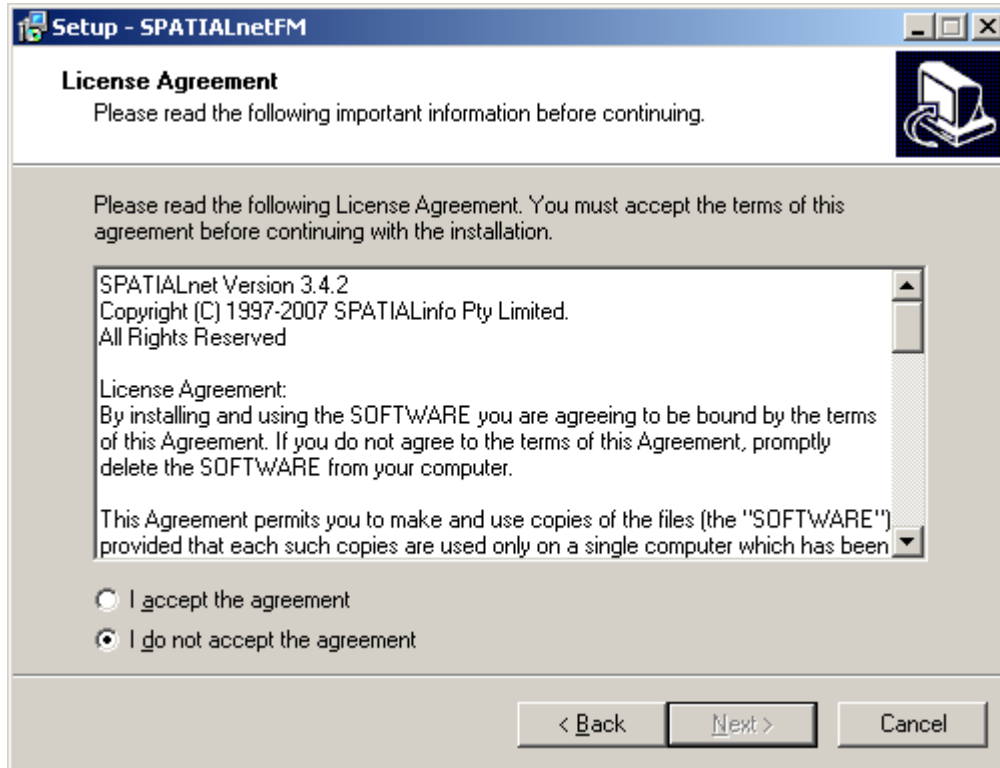 Setup - SPATIALnetFM
License Agreement
Please read the following important information before continuing.
Please read the following License Agreement. You must accept the terms of this
agreement before continuing with the installation.
SPATIALnet Version 3.4.2
Copyright (C) 1997-2007 SPATIALinfo Pty Limited.
All Rights Reserved
License Agreement:
By installing and using the SOFTWARE you are agreeing to be bound by the terms
of this Agreement. If you do not agree to the terms of this Agreement, promptly
delete the SOFTWARE from your computer.
This Agreement permits you to make and use copies of the files (the "SOFTWARE")
provided that each such copies are used only on a single computer which has been
I accept the agreement
I do not accept the agreement
< Back Next > Cancel